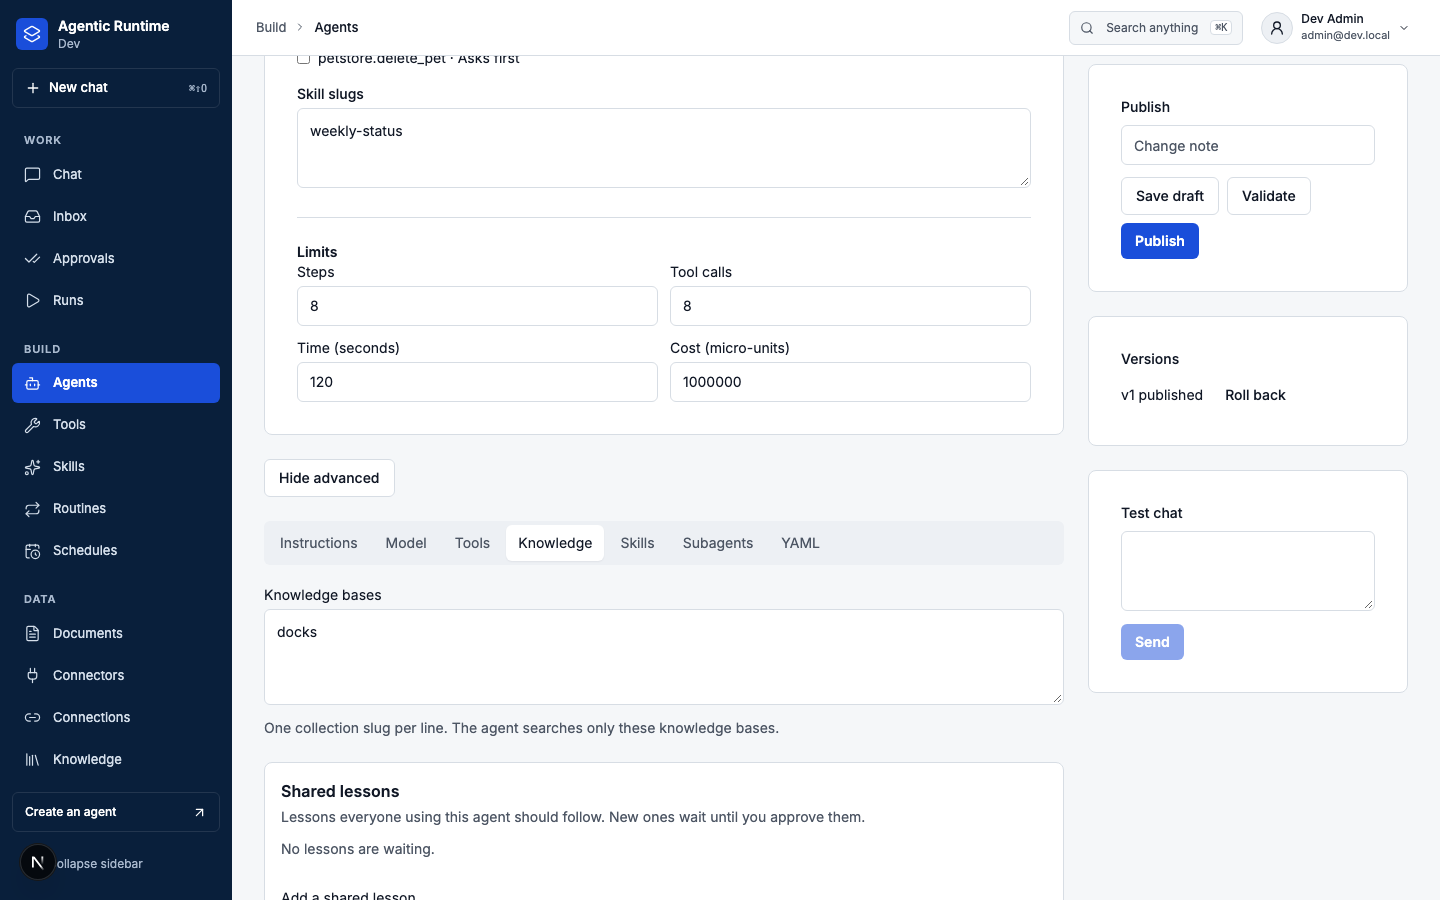 Agentic Runtime
Dev
New chat ⌘⇧O
WORK
Chat
Inbox
Approvals
Runs
BUILD
Agents
Tools
Skills
Routines
Schedules
DATA
Documents
Connectors
Connections
Knowledge
Create an agent
N
ollapse sidebar
Build > Agents
Search anything ⌘K
Dev Admin
admin@dev.local
petstore.delete_pet · Asks first
Skill slugs
weekly-status
Limits
Steps
Tool calls
8
8
Time (seconds)
Cost (micro-units)
120
1000000
Hide advanced
Instructions Model Tools Knowledge Skills Subagents YAML
Knowledge bases
docks
One collection slug per line. The agent searches only these knowledge bases.
Shared lessons
Lessons everyone using this agent should follow. New ones wait until you approve them.
No lessons are waiting.
Add a shared lesson
Publish
Change note
Save draft Validate
Publish
Versions
v1 published Roll back
Test chat
Send